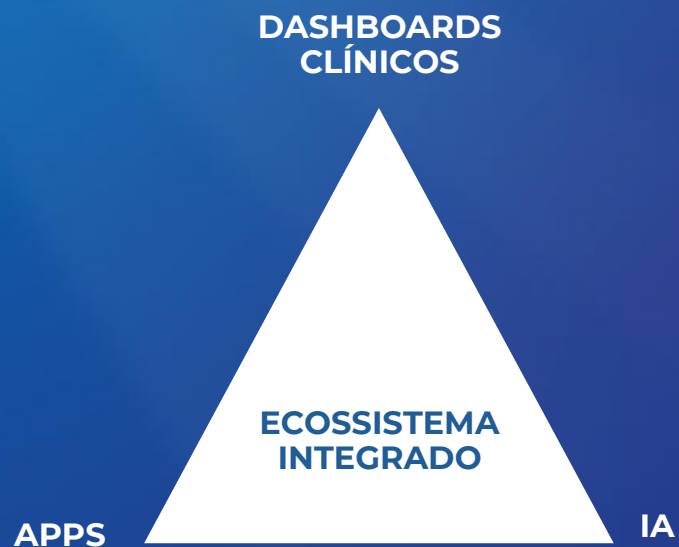 DASHBOARDS
CLÍNICOS
ECOSSISTEMA
INTEGRADO
APPS
IA